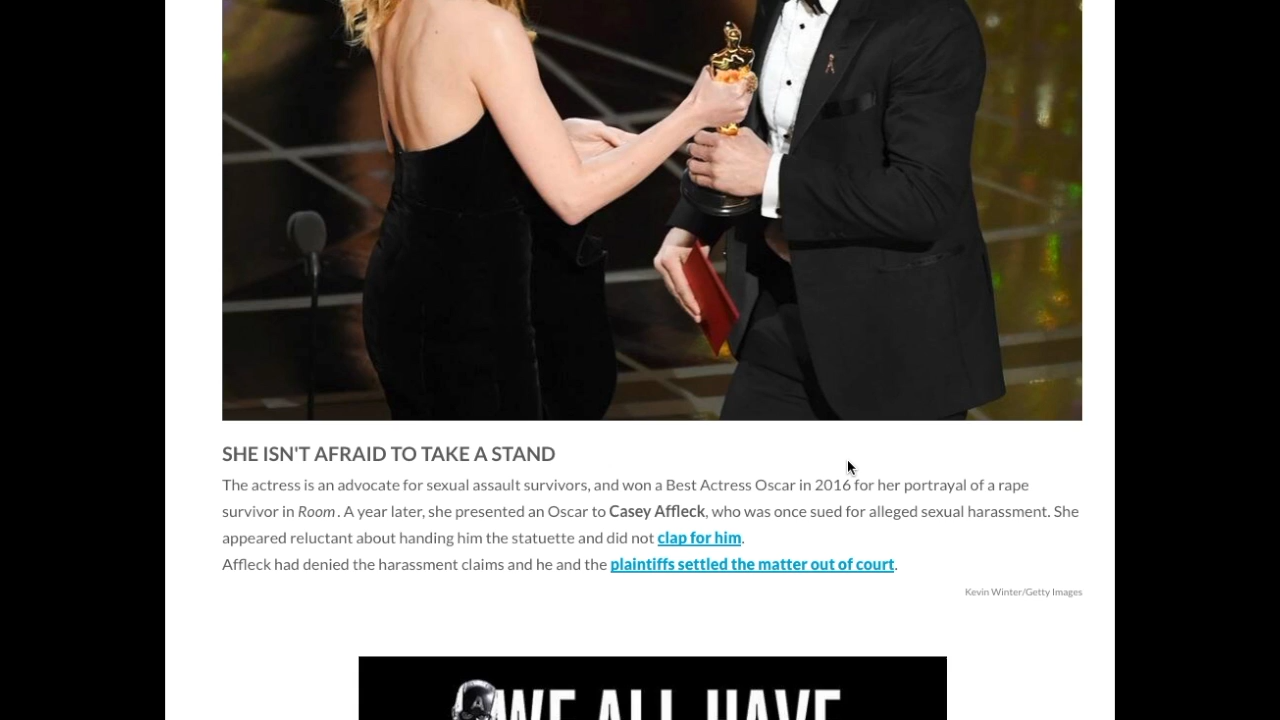 SHE ISN'T AFRAID TO TAKE A STAND
The actress is an advocate for sexual assault survivors, and won a Best Actress Oscar in 2016 for her portrayal of a rape
survivor in Room. A year later, she presented an Oscar to Casey Affleck, who was once sued for alleged sexual harassment. She
appeared reluctant about handing him the statuette and did not clap for him.
Affleck had denied the harassment claims and he and the plaintiffs settled the matter out of court.
Kevin Winter/Getty Images
WE ALL HAVE